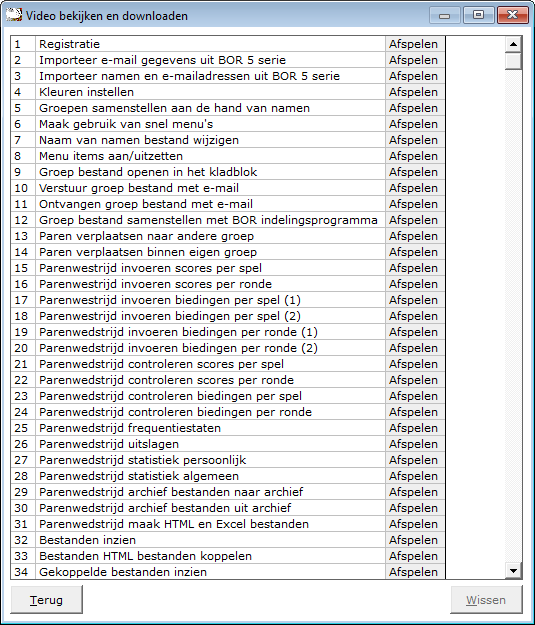 Video bekijken en downloaden
1 Registratie Afspelen
2 Importeer e-mail gegevens uit BOR 5 serie Afspelen
3 Importeer namen en e-mailadressen uit BOR 5 serie Afspelen
4 Kleuren instellen Afspelen
5 Groepen samenstellen aan de hand van namen Afspelen
6 Maak gebruik van snel menu's Afspelen
7 Naam van namen bestand wijzigen Afspelen
8 Menu items aan/uitzetten Afspelen
9 Groep bestand openen in het kladblok Afspelen
10 Verstuur groep bestand met e-mail Afspelen
11 Ontvangen groep bestand met e-mail Afspelen
12 Groep bestand samenstellen met BOR indelingsprogramma Afspelen
13 Paren verplaatsen naar andere groep Afspelen
14 Paren verplaatsen binnen eigen groep Afspelen
15 Parenwestrijd invoeren scores per spel Afspelen
16 Parenwestrijd invoeren scores per ronde Afspelen
17 Parenwestrijd invoeren biedingen per spel (1) Afspelen
18 Parenwestrijd invoeren biedingen per spel (2) Afspelen
19 Parenwedstrijd invoeren biedingen per ronde (1) Afspelen
20 Parenwedstrijd invoeren biedingen per ronde (2) Afspelen
21 Parenwedstrijd controleren scores per spel Afspelen
22 Parenwedstrijd controleren scores per ronde Afspelen
23 Parenwedstrijd controleren biedingen per spel Afspelen
24 Parenwedstrijd controleren biedingen per ronde Afspelen
25 Parenwedstrijd frequentiestaten Afspelen
26 Parenwedstrijd uitslagen Afspelen
27 Parenwedstrijd statistiek persoonlijk Afspelen
28 Parenwedstrijd statistiek algemeen Afspelen
29 Parenwedstrijd archief bestanden naar archief Afspelen
30 Parenwedstrijd archief bestanden uit archief Afspelen
31 Parenwedstrijd maak HTML en Excel bestanden Afspelen
32 Bestanden inzien Afspelen
33 Bestanden HTML bestanden koppelen Afspelen
34 Gekoppelde bestanden inzien Afspelen
Terug Wissen